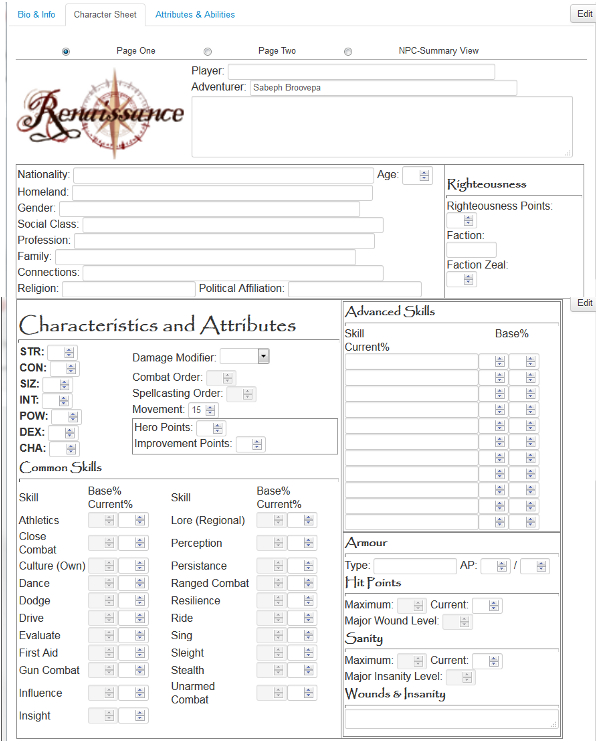 Bio & Info Character Sheet Attributes & Abilities Edit
Page One Page Two NPC-Summary View
Renaissance
Player:
Adventurer: Sabeph Broovepa
Nationality: Age:
Homeland:
Gender:
Social Class:
Profession:
Family:
Connections:
Religion: Political Affiliation:
Righteousness
Righteousness Points:
Faction:
Faction Zeal:
Edit
Characteristics and Attributes
STR:
CON:
SIZ:
INT:
POW:
DEX:
CHA:
Damage Modifier:
Combat Order:
Spellcasting Order:
Movement: 15
Hero Points:
Improvement Points:
Common Skills
Skill Base% Skill Base%
Current% Current%
Athletics Lore (Regional)
Close
Combat Perception
Culture (Own) Persistance
Dance Ranged Combat
Dodge Resilience
Drive Ride
Evaluate Sing
First Aid Sleight
Gun Combat Stealth
Influence Unarmed
Combat
Insight
Advanced Skills
Skill Base%
Current%
Armour
Type: AP: /
Hit Points
Maximum: Current:
Major Wound Level:
Sanity
Maximum: Current:
Major Insanity Level:
Wounds & Insanity